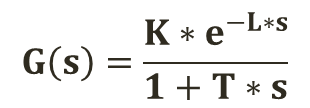 G(s) = K * e^{-L*s} / 1 + T * s